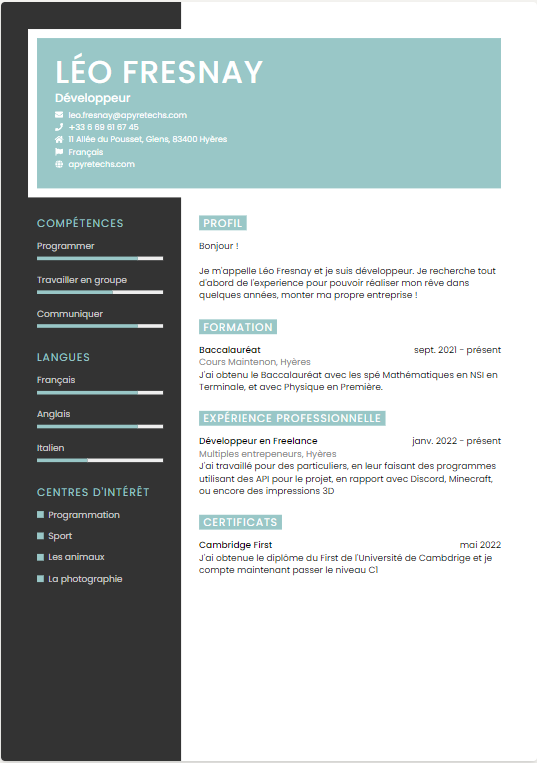 LÉO FRESNAY
Développeur
leo.fresnay@apyretechs.com
+33 6 69 61 67 45
11 Allée du Pousset, Giens, 83400 Hyères
Français
apyretechs.com
COMPÉTENCES
Programmer
Travailler en groupe
Communiquer
LANGUES
Français
Anglais
Italien
CENTRES D'INTÉRÊT
Programmation
Sport
Les animaux
La photographie
PROFIL
Bonjour !
Je m'appelle Léo Fresnay et je suis développeur. Je recherche tout
d'abord de l'experience pour pouvoir réaliser mon rêve dans
quelques années, monter ma propre entreprise !
FORMATION
Baccalauréat sept. 2021 - présent
Cours Maintenon, Hyères
J'ai obtenu le Baccalauréat avec les spé Mathématiques en NSI en
Terminale, et avec Physique en Première.
EXPÉRIENCE PROFESSIONNELLE
Développeur en Freelance janv. 2022 - présent
Multiples entrepeneurs, Hyères
J'ai travaillé pour des particuliers, en leur faisant des programmes
utilisant des API pour le projet, en rapport avec Discord, Minecraft,
ou encore des impressions 3D
CERTIFICATS
Cambridge First mai 2022
J'ai obtenue le diplôme du First de l'Université de Cambdrige et je
compte maintenant passer le niveau C1